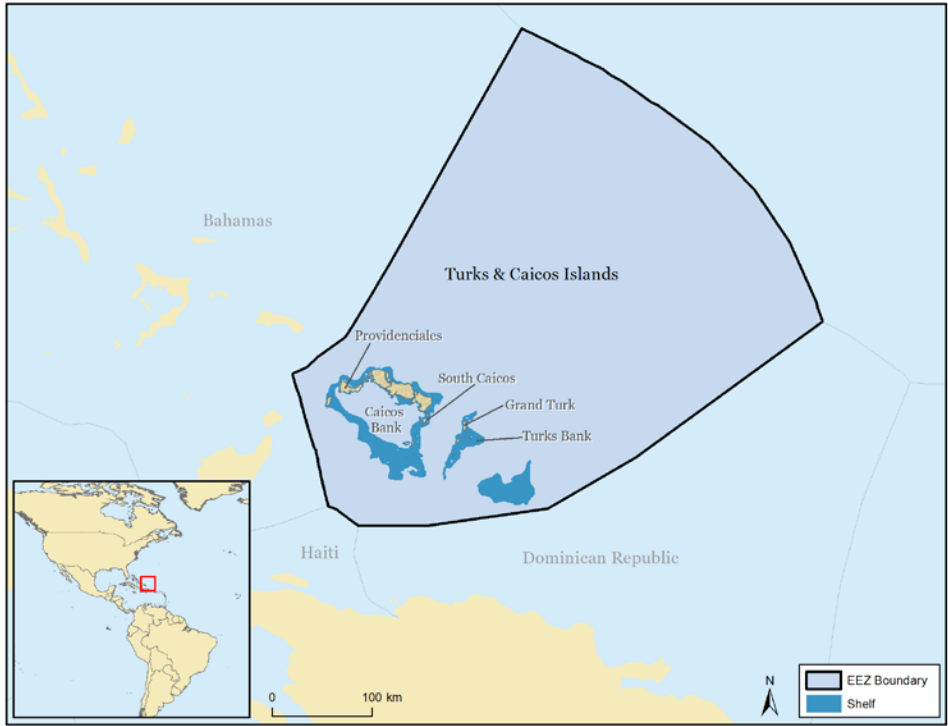 Bahamas
Turks & Caicos Islands
Providenciales
South Caicos
Caicos
Bank
Grand Turk
Turks Bank
Haiti
Dominican Republic
0 100 km
N
EEZ Boundary
Shelf